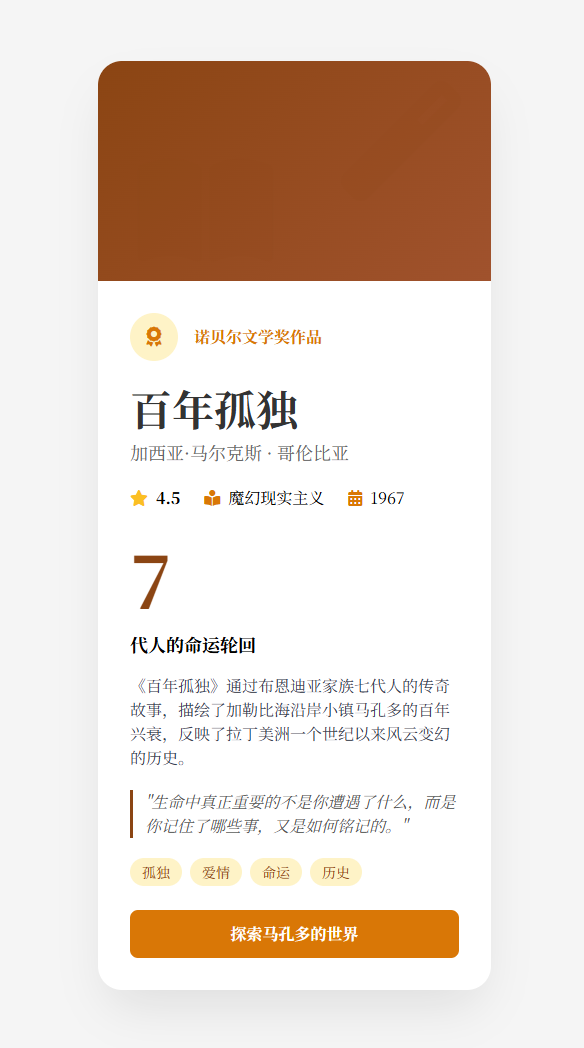 诺贝尔文学奖作品
百年孤独
加西亚·马尔克斯 · 哥伦比亚
4.5 魔幻现实主义 1967
7
代人的命运轮回
《百年孤独》通过布恩迪亚家族七代人的传奇
故事，描绘了加勒比海沿岸小镇马孔多的百年
兴衰，反映了拉丁美洲一个世纪以来风云变幻
的历史。
"生命中真正重要的不是你遭遇了什么，而是
你记住了哪些事，又是如何铭记的。"
孤独 爱情 命运 历史
探索马孔多的世界